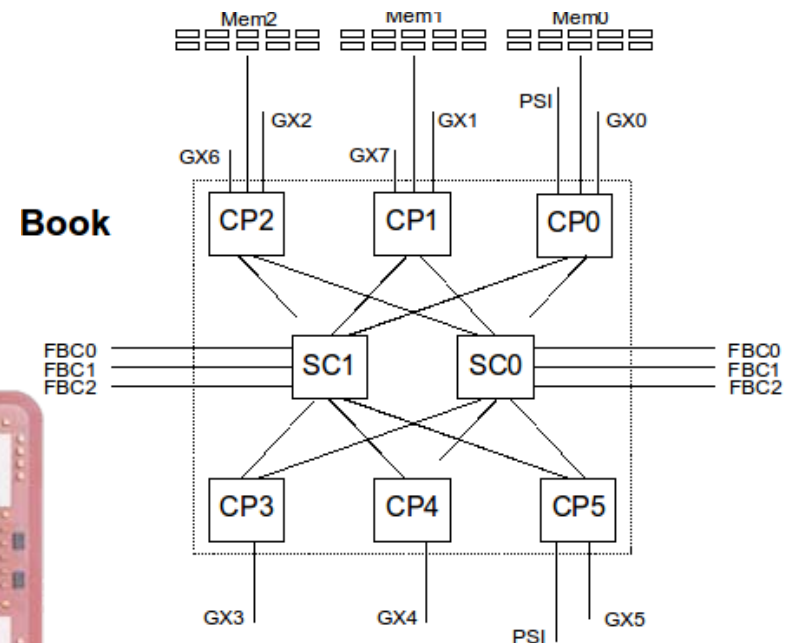 Mem2 Mem1 Mem0
PSI
GX2 GX1 GX0
GX6 GX7
Book
CP2 CP1 CP0
FBC0 SC1 SC0 FBC0
FBC1 FBC1
FBC2 FBC2
CP3 CP4 CP5
GX3 GX4 GX5
PSI